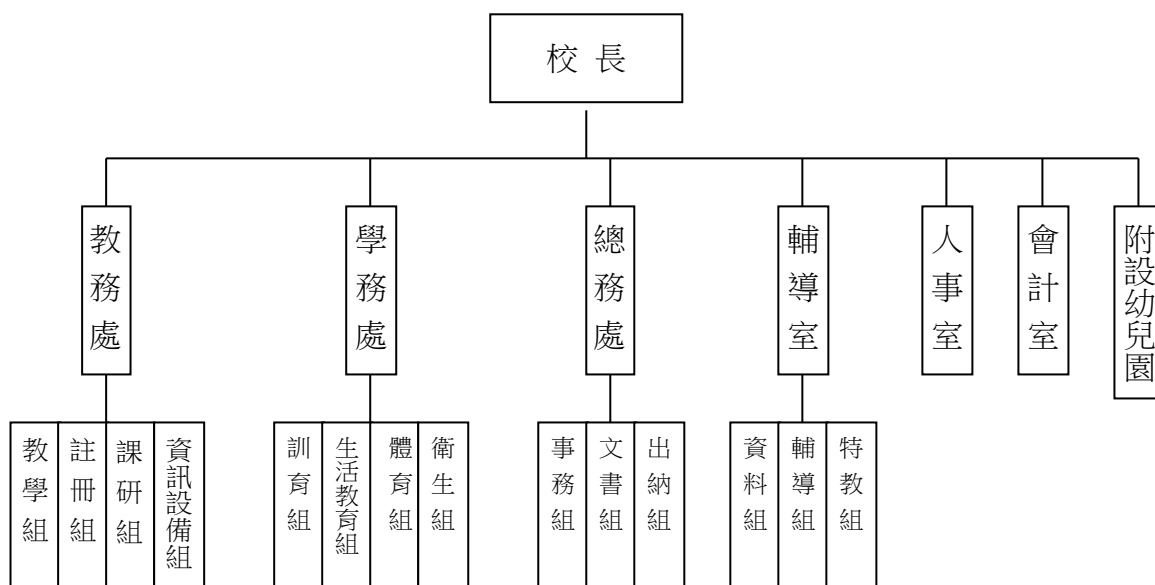 校長
教務處
學務處
總務處
輔導室
人事室
會計室
附設幼兒園
教學組
註冊組
課研組
資訊設備組
訓育組
生活教育組
體育組
衛生組
事務組
文書組
出納組
資料組
輔導組
特教組